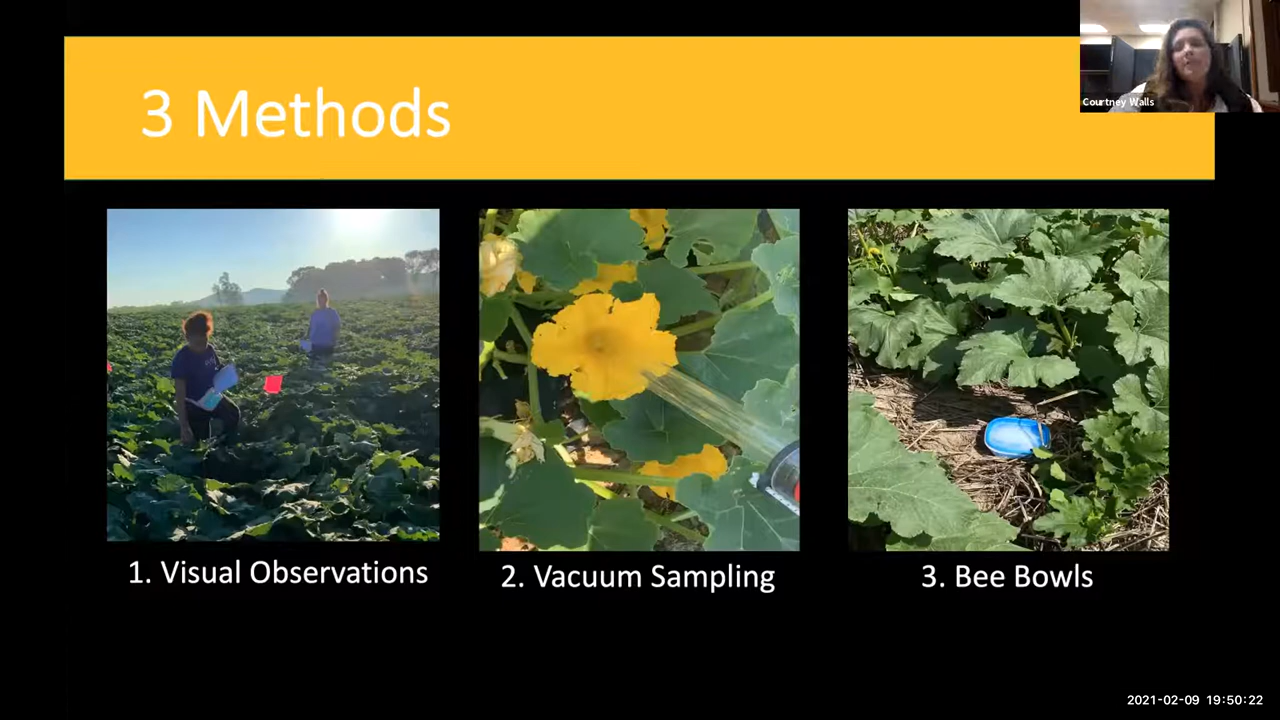 3 Methods
Courtney Walls
1. Visual Observations
2. Vacuum Sampling
3. Bee Bowls
2021-02-09 19:50:22